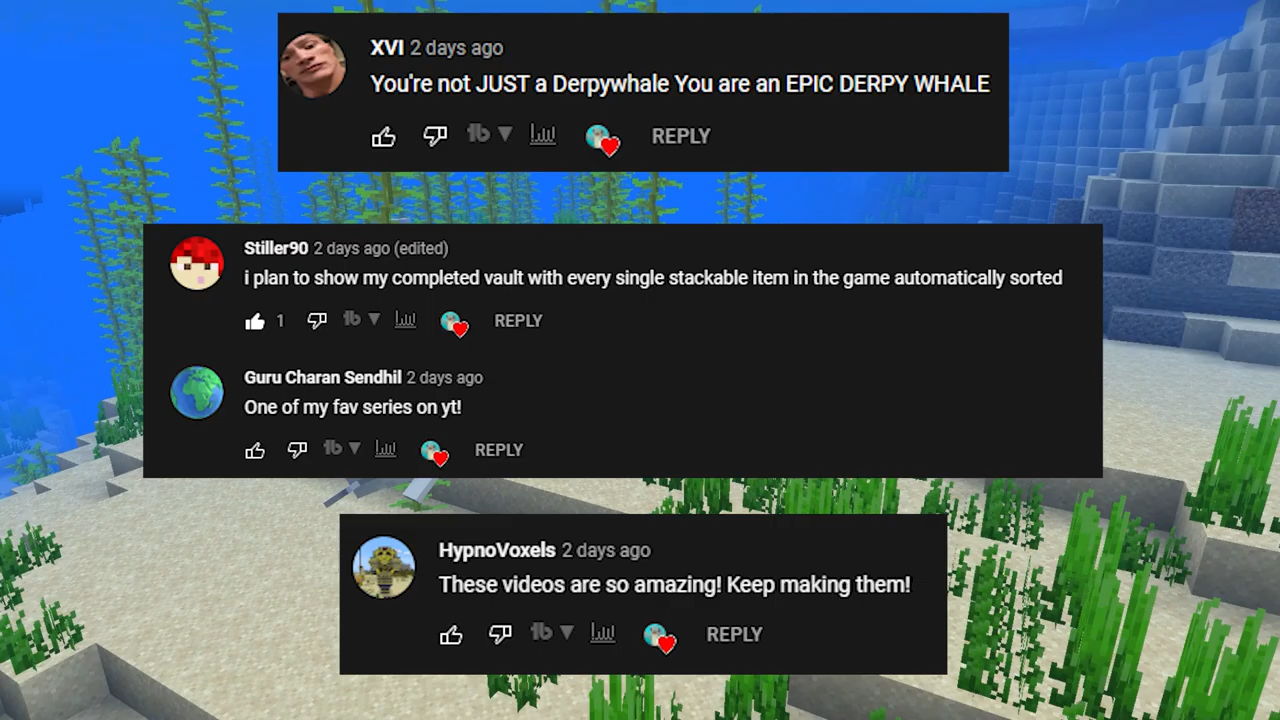 XVI 2 days ago
You're not JUST a Derpywhale You are an EPIC DERPY WHALE
REPLY
Stiller90 2 days ago (edited)
i plan to show my completed vault with every single stackable item in the game automatically sorted
1 REPLY
Guru Charan Sendhil 2 days ago
One of my fav series on yt!
REPLY
HypnoVoxels 2 days ago
These videos are so amazing! Keep making them!
REPLY